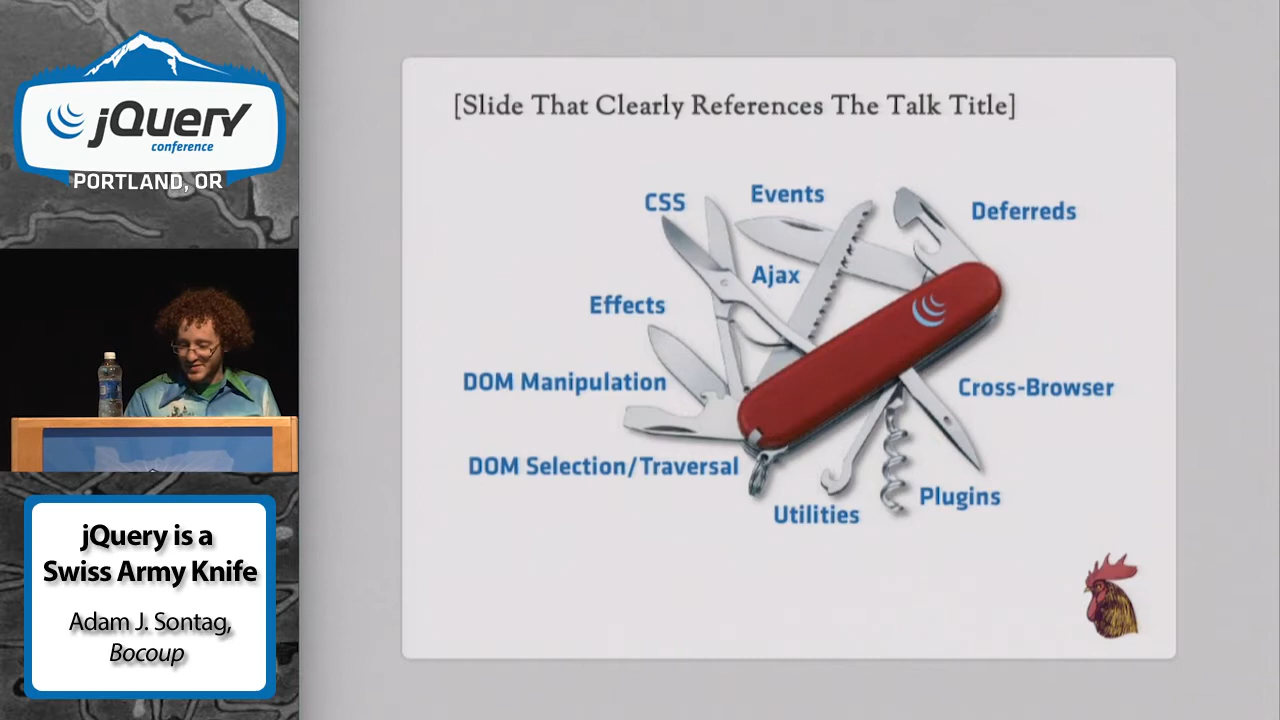 jQuery
conference
PORTLAND, OR
jQuery is a
Swiss Army Knife
Adam J. Sontag,
Bocoup
[Slide That Clearly References The Talk Title]
CSS
Events
Deferreds
Ajax
Effects
DOM Manipulation
Cross-Browser
DOM Selection/Traversal
Plugins
Utilities